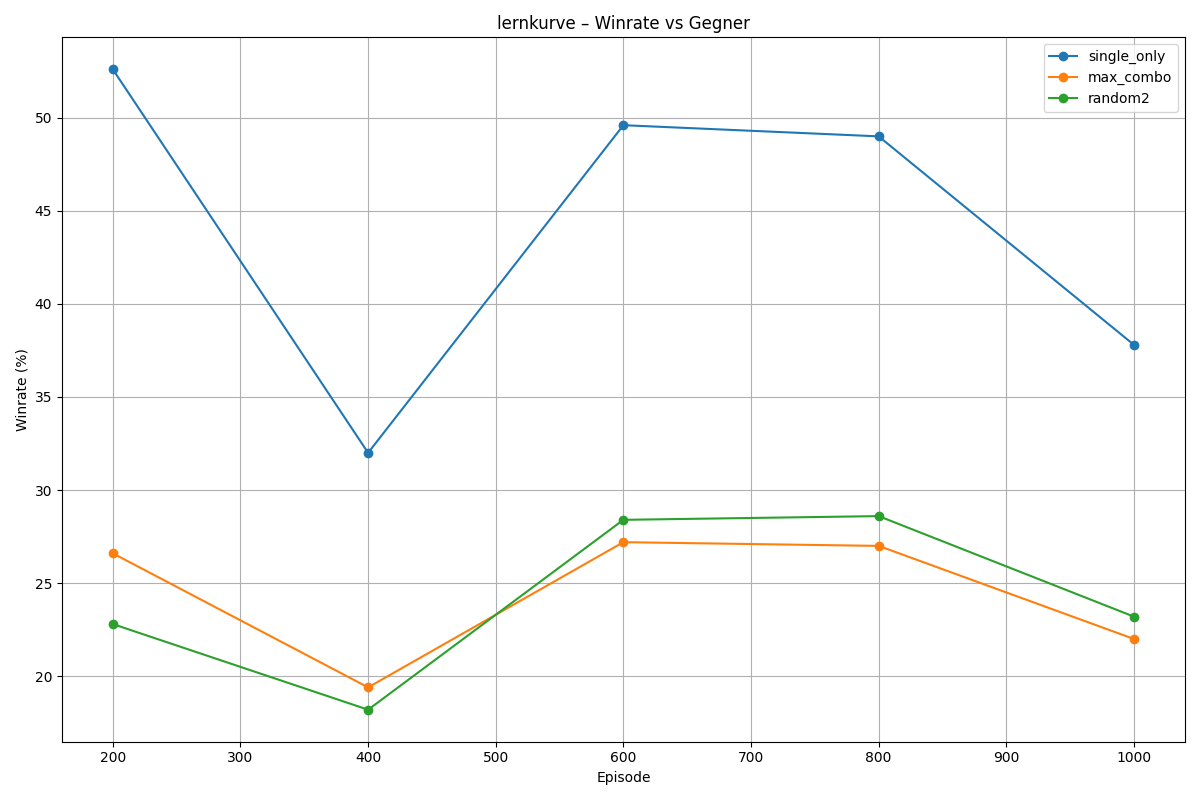 lernkurve – Winrate vs Gegner
single_only
max_combo
random2
Winrate (%)
50
45
40
35
30
25
20
200 300 400 500 600 700 800 900 1000
Episode